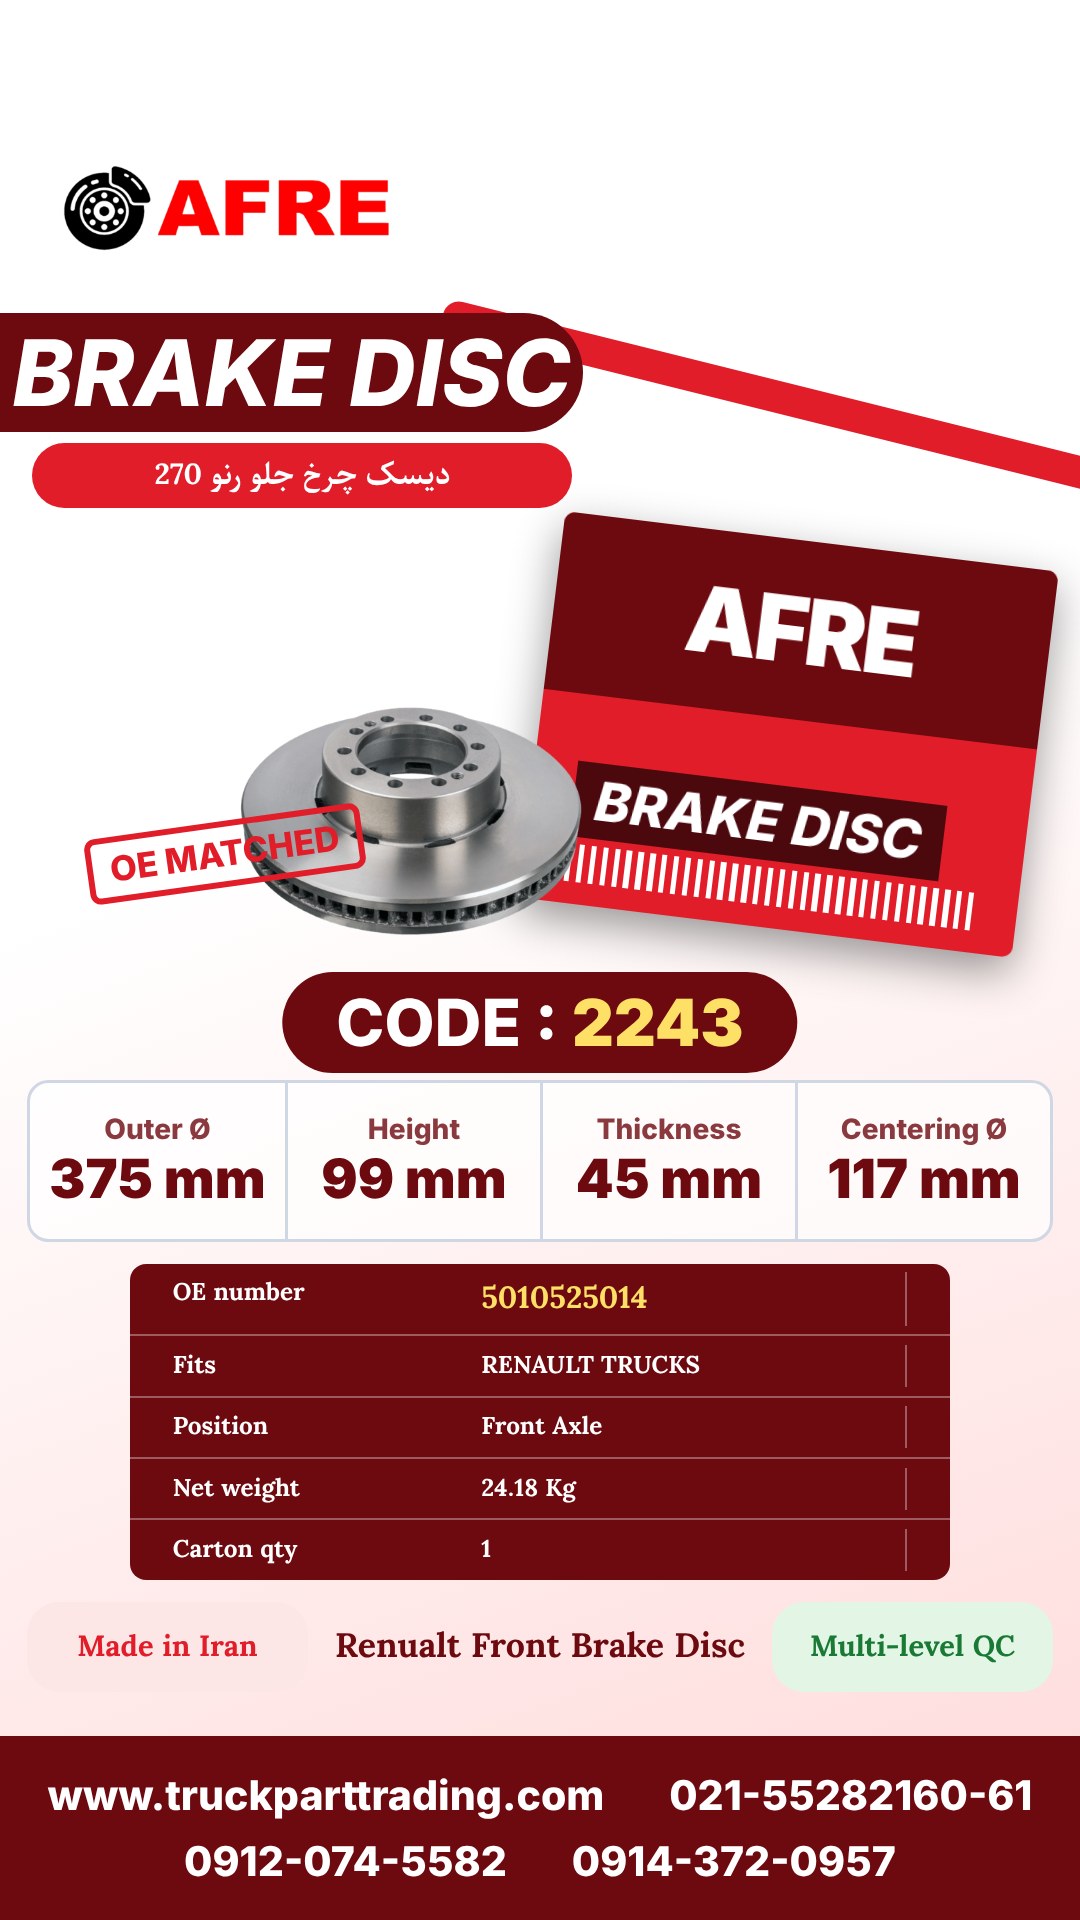 AFRE
BRAKE DISC
دیسک چرخ جلو رنو 270
AFRE
BRAKE DISC
OE MATCHED
CODE : 2243
Outer Ø
375 mm
Height
99 mm
Thickness
45 mm
Centering Ø
117 mm
OE number 5010525014
Fits RENAULT TRUCKS
Position Front Axle
Net weight 24.18 Kg
Carton qty 1
Made in Iran
Renualt Front Brake Disc
Multi-level QC
www.truckparttrading.com 021-55282160-61
0912-074-5582 0914-372-0957